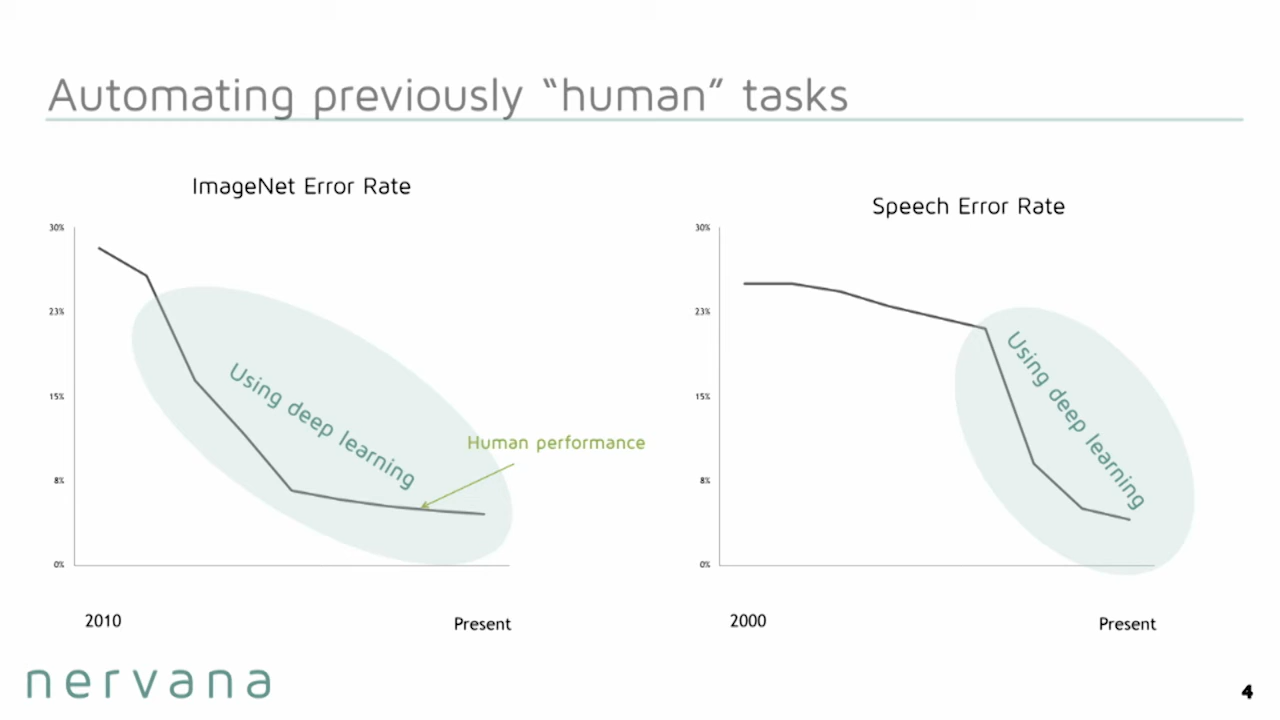 Automating previously “human” tasks
ImageNet Error Rate
30%
23%
15%
8%
0%
Using deep learning
Human performance
2010
Present
Speech Error Rate
30%
23%
15%
8%
0%
Using deep learning
2000
Present
nervana
4